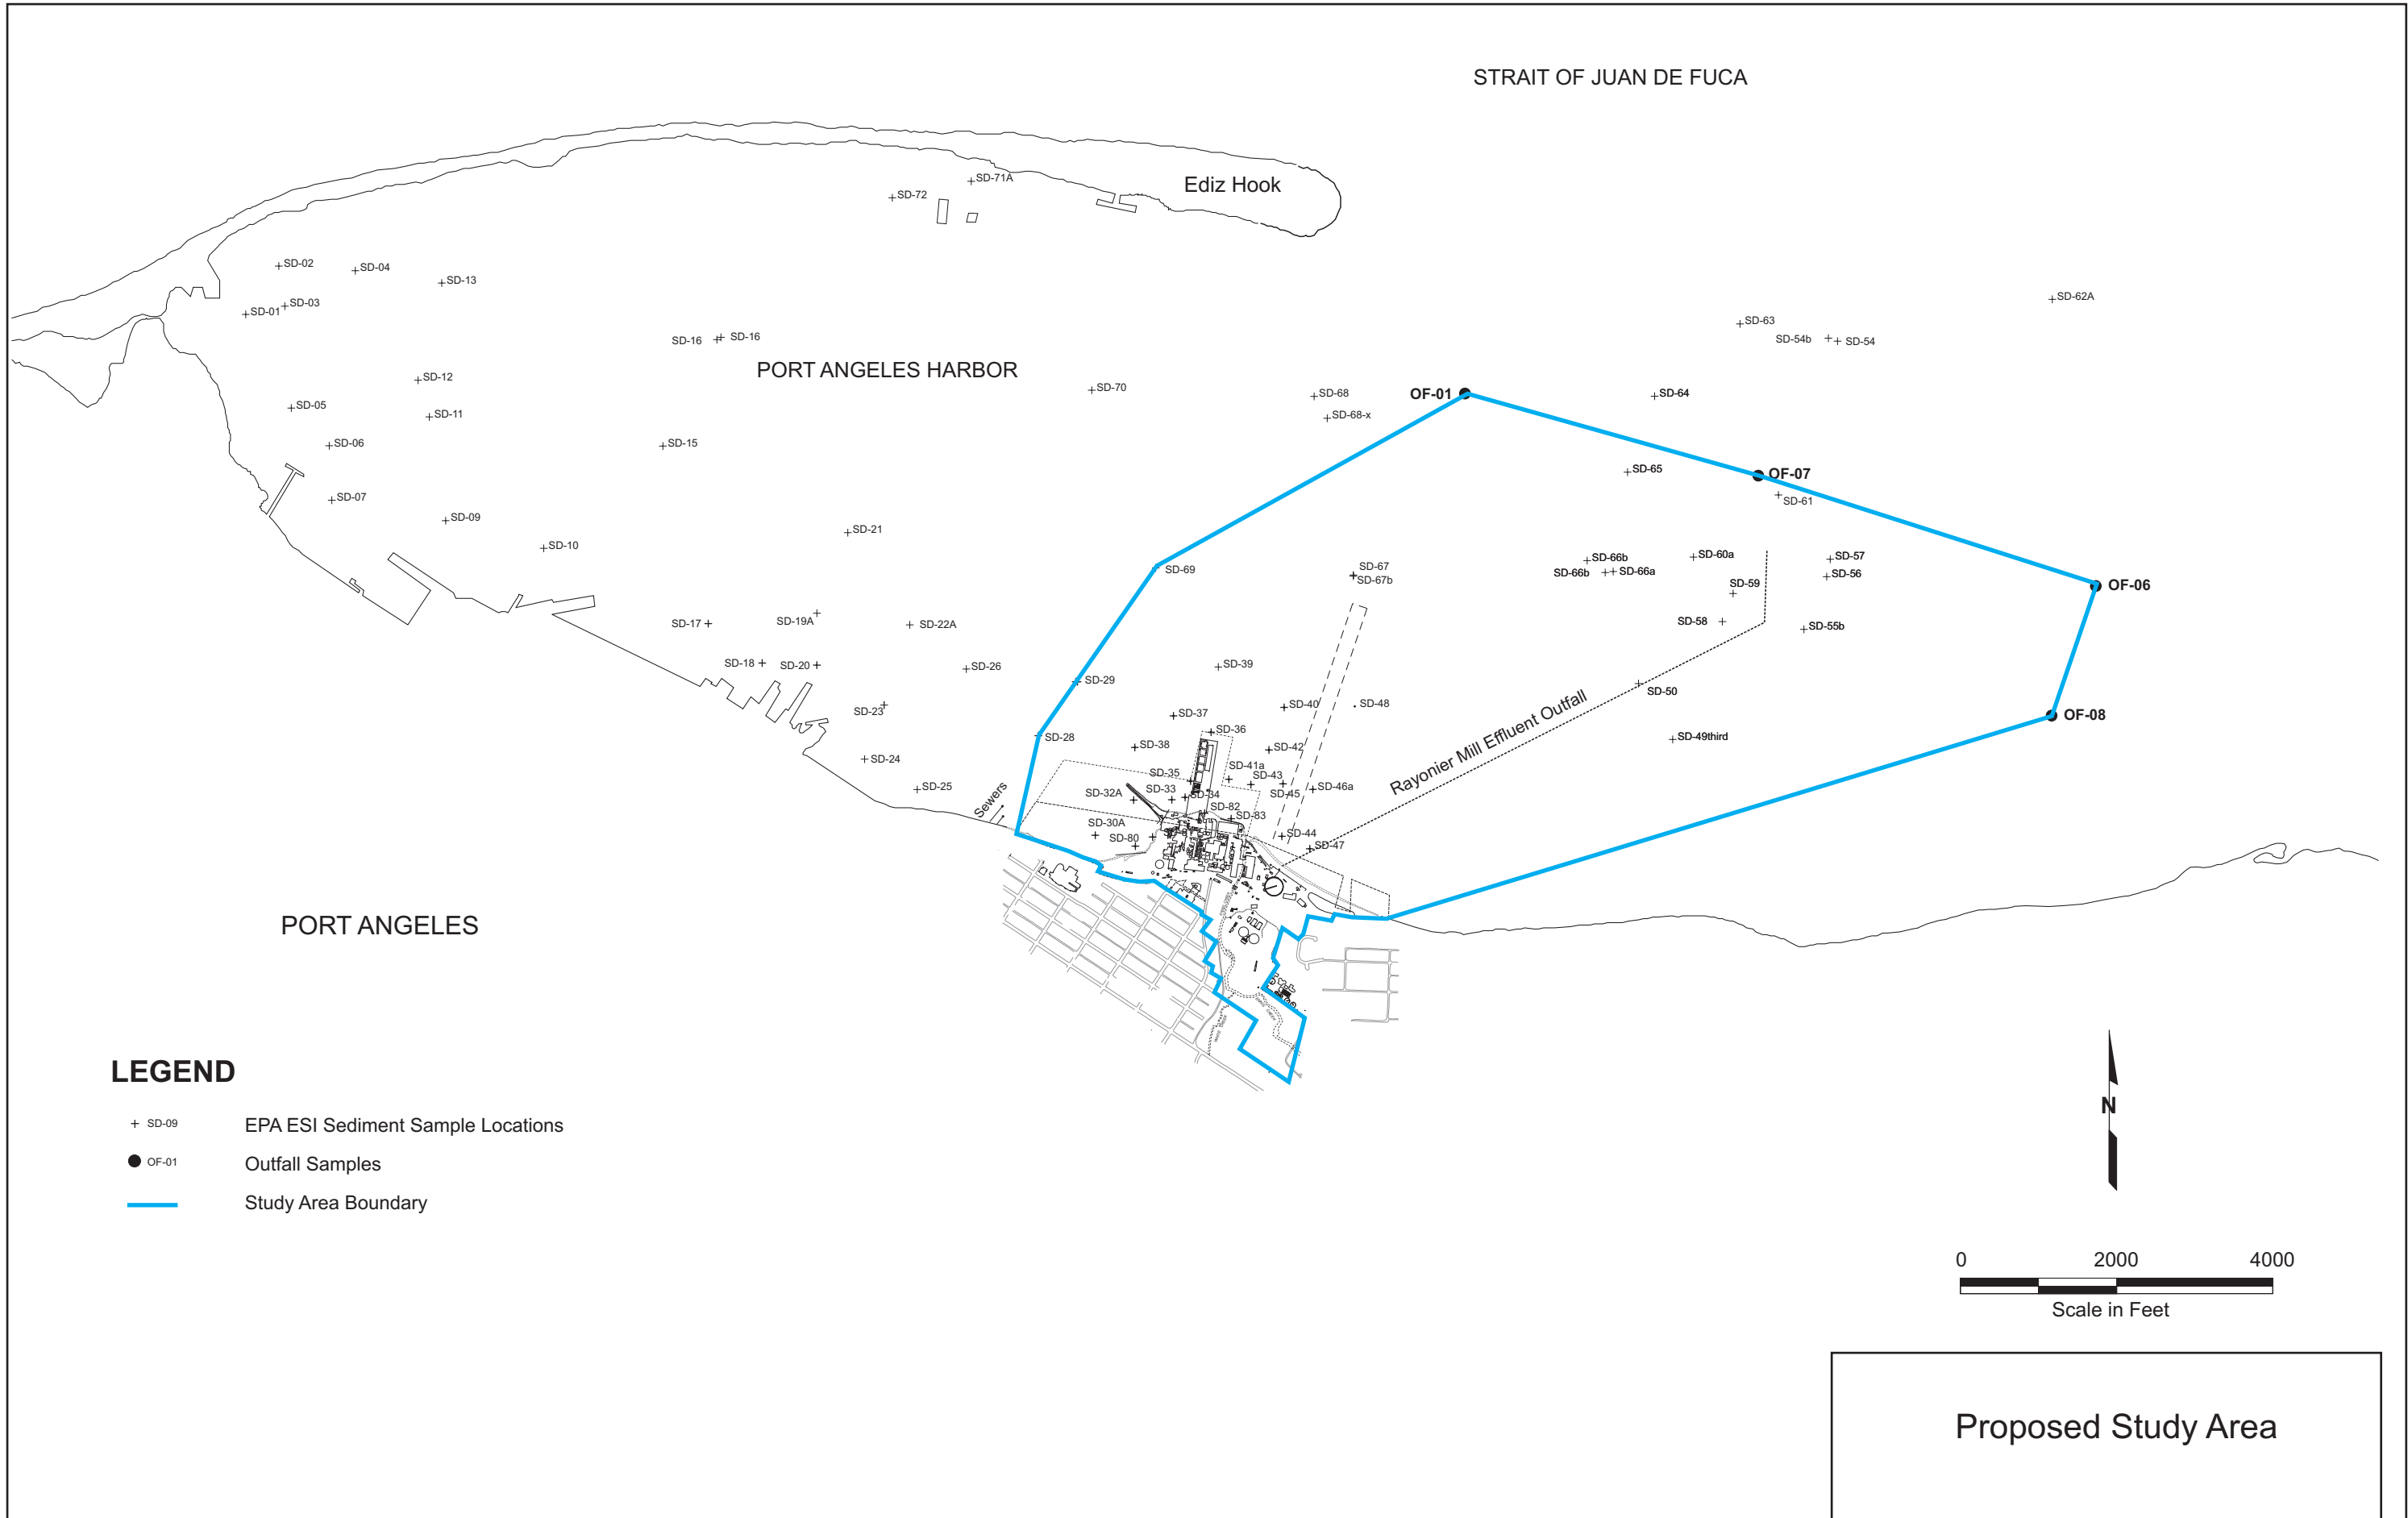 STRAIT OF JUAN DE FUCA
SD-71A
Ediz Hook
SD-72
SD-02
SD-04
SD-13
SD-62A
SD-03
SD-01
SD-63
SD-16
SD-16
SD-54b
SD-54
PORT ANGELES HARBOR
SD-12
SD-70
SD-68
OF-01
SD-64
SD-05
SD-11
SD-68-x
SD-06
SD-15
SD-65
OF-07
SD-07
SD-61
SD-09
SD-21
SD-10
SD-66b
SD-60a
SD-57
SD-69
SD-67
SD-66b
SD-66a
SD-56
SD-67b
SD-59
OF-06
SD-17
SD-19A
SD-22A
SD-58
SD-55b
SD-18
SD-20
SD-26
SD-39
SD-29
SD-50
SD-23
SD-37
SD-40
SD-48
OF-08
SD-36
SD-28
SD-38
SD-42
SD-49third
Rayonier Mill Effluent Outfall
SD-24
SD-41a
SD-35
SD-43
SD-25
SD-46a
Sewers
SD-32A
SD-33
SD-34
SD-45
SD-82
SD-83
SD-30A
SD-80
SD-44
SD-47
PORT ANGELES
LEGEND
SD-09 EPA ESI Sediment Sample Locations
OF-01 Outfall Samples
Study Area Boundary
N
0 2000 4000
Scale in Feet
Proposed Study Area